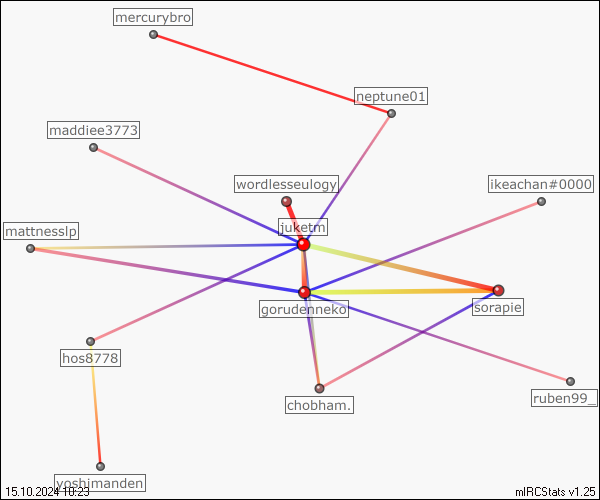 mercurybro
neptune01
maddiee3773
wordlesseulogy
ikeachan#0000
juketm
mattnesslp
gorudenneko
sorapie
hos8778
chobham.
ruben99_
yoshimanden
15.10.2024 10:23
mIRCStats v1.25